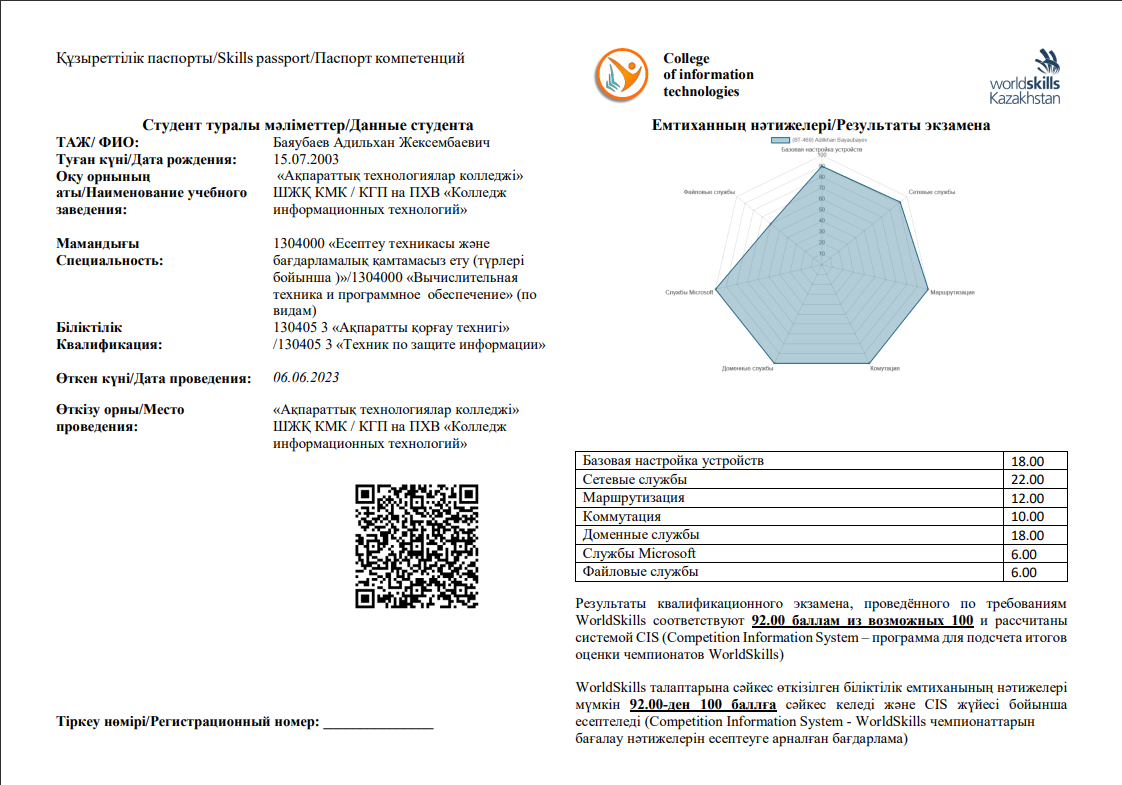 Құзыреттілік паспорты/Skills passport/Паспорт компетенций
College
of information
technologies
worldskills
Kazakhstan
Студент туралы мәліметтер/Данные студента
ТАЖ/ ФИО: Баяубаев Адильхан Жексембаевич
Туған күні/Дата рождения: 15.07.2003
Оқу орнының «Ақпараттық технологиялар колледжі»
аты/Наименование учебного ШЖҚ КМК / КГП на ПХВ «Колледж
заведения: информационных технологий»
Мамандығы 1304000 «Есептеу техникасы және
Специальность: бағдарламалық қамтамасыз ету (түрлері
бойынша )»/1304000 «Вычислительная
техника и программное обеспечение» (по
видам)
Біліктілік 130405 3 «Ақпаратты қорғау технигі»
Квалификация: /130405 3 «Техник по защите информации»
Өткен күні/Дата проведения: 06.06.2023
Өткізу орны/Место «Ақпараттық технологиялар колледжі»
проведения: ШЖҚ КМК / КГП на ПХВ «Колледж
информационных технологий»
Тіркеу нөмірі/Регистрационный номер: _______________
Емтиханның нәтижелері/Результаты экзамена
Adilkhan Bayaubayev
Базовая настройка устройств
100
90
80
70
60
50
40
30
20
10
Файловые службы
Сетевые службы
Службы Microsoft
Маршрутизация
Доменные службы
Комутация
Базовая настройка устройств 18.00
Сетевые службы 22.00
Маршрутизация 12.00
Коммутация 10.00
Доменные службы 18.00
Службы Microsoft 6.00
Файловые службы 6.00
Результаты квалификационного экзамена, проведённого по требованиям
WorldSkills соответствуют 92.00 баллам из возможных 100 и рассчитаны
системой CIS (Competition Information System – программа для подсчета итогов
оценки чемпионатов WorldSkills)
WorldSkills талаптарына сәйкес өткізілген біліктілік емтиханының нәтижелері
мүмкін 92.00-ден 100 баллға сәйкес келеді және CIS жүйесі бойынша
есептеледі (Competition Information System - WorldSkills чемпионаттарын
бағалау нәтижелерін есептеуге арналған бағдарлама)